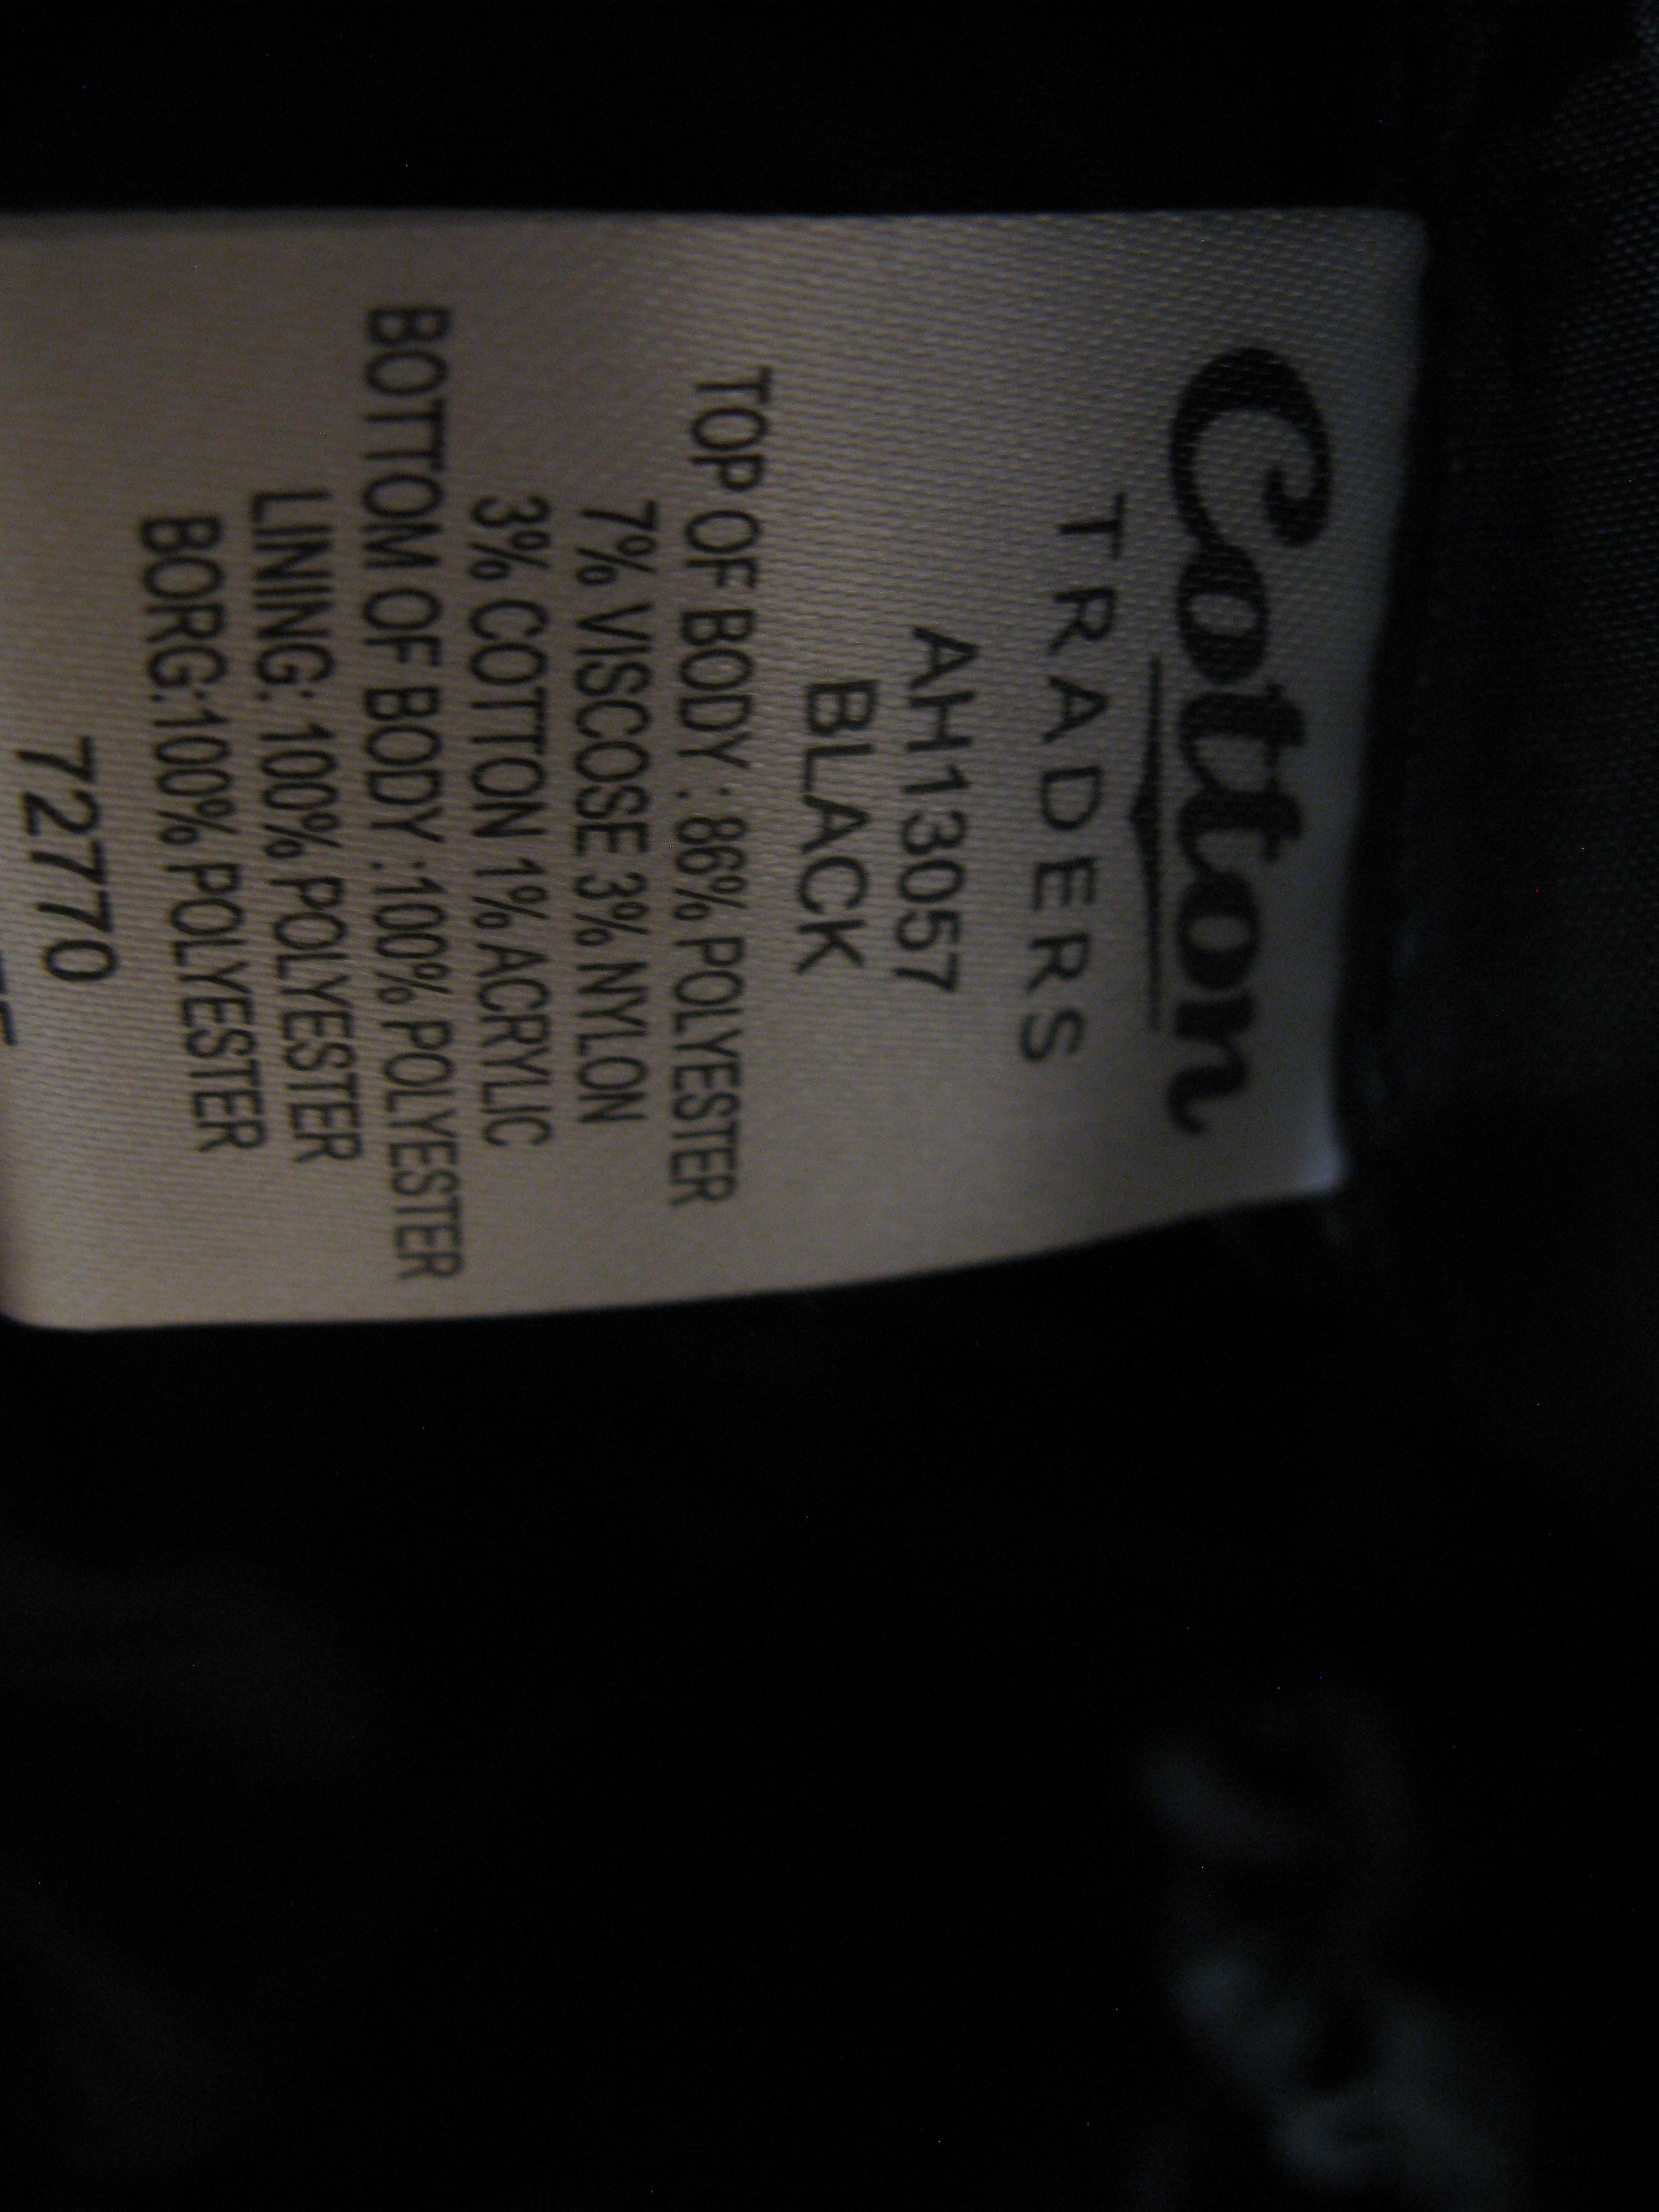 Cotton
TRADERS
AH13057
BLACK
TOP OF BODY : 86% POLYESTER
7% VISCOSE 3% NYLON
3% COTTON 1% ACRYLIC
BOTTOM OF BODY :100% POLYESTER
LINING: 100% POLYESTER
BORG:100% POLYESTER
72770